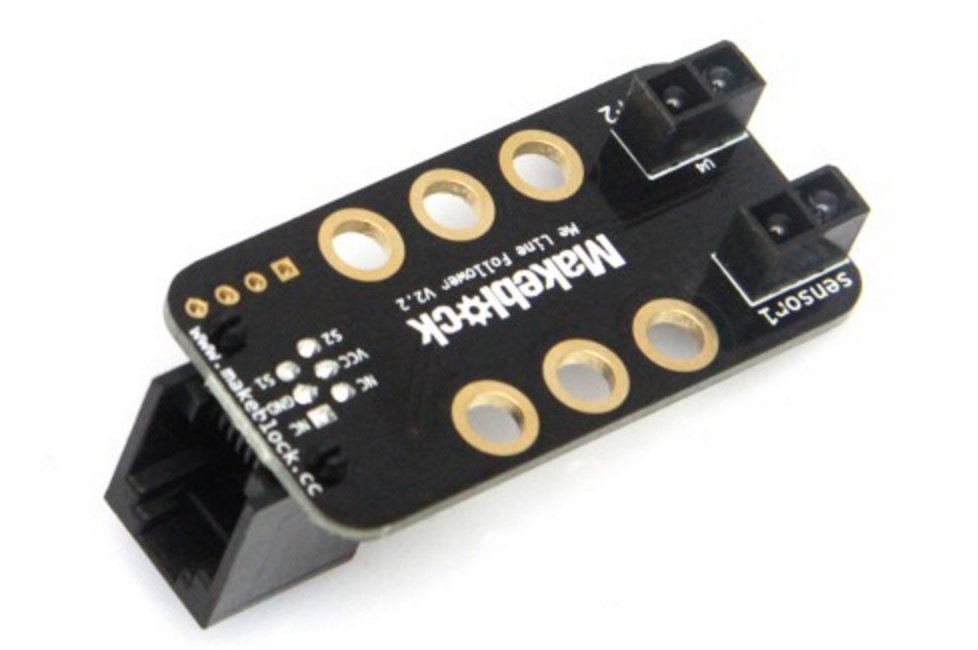 Makeblock
Me Line Follower V2.2
sensor1
U4
S2
VCC
NC
S1
GND
NC
www.makeblock.cc